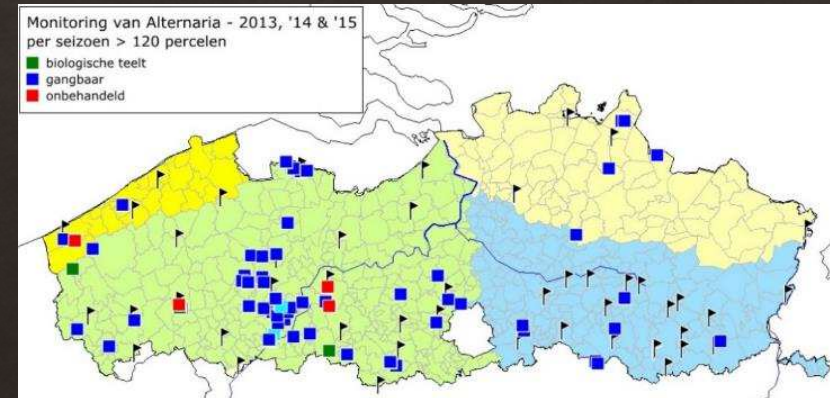 Monitoring van Alternaria - 2013, '14 & '15
per seizoen > 120 percelen
biologische teelt
gangbaar
onbehandeld